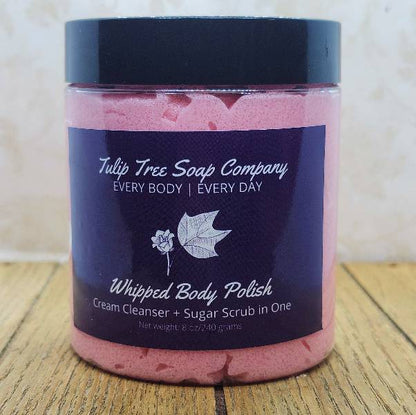 Tulip Tree Soap Company
EVERY BODY | EVERY DAY
Whipped Body Polish
Cream Cleanser + Sugar Scrub in One
Net weight: 8 oz/240 grams